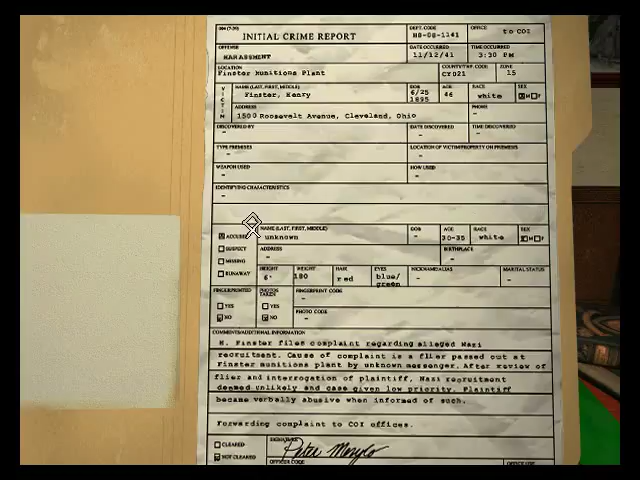 INITIAL CRIME REPORT
DEPT. CODE
HB-08-1241
OFFICE
to COI
OFFENSE
HARASSMENT
DATE OCCURRED
11/12/41
TIME OCCURRED
3:30 PM
LOCATION
Finster Munitions Plant
COUNTY/TWP. CODE
CY021
ZONE
15
VICTIM
NAME (LAST, FIRST, MIDDLE)
Finster, Henry
DOB
6/25
1895
AGE
46
RACE
white
SEX
M F
ADDRESS
1500 Roosevelt Avenue, Cleveland, Ohio
PHONE
-
DISCOVERED BY
-
DATE DISCOVERED
-
TIME DISCOVERED
-
TYPE PREMISES
-
LOCATION OF VICTIM/PROPERTY ON PREMISES
-
WEAPON USED
-
HOW USED
-
IDENTIFYING CHARACTERISTICS
-
ACCUSED
SUSPECT
MISSING
RUNAWAY
NAME (LAST, FIRST, MIDDLE)
unknown
DOB
-
AGE
30-35
RACE
white
SEX
M F
ADDRESS
-
BIRTHPLACE
-
HEIGHT
6'
WEIGHT
180
HAIR
red
EYES
blue/
green
NICKNAME/ALIAS
-
MARITAL STATUS
-
FINGERPRINTED
YES
NO
PHOTOS TAKEN
YES
NO
FINGERPRINT CODE
-
PHOTO CODE
-
COMMENTS/ADDITIONAL INFORMATION
H. Finster files complaint regarding alleged Nazi
recruitment. Cause of complaint is a flier passed out at
Finster munitions plant by unknown messenger. After review of
flier and interrogation of plaintiff, Nazi recruitment
deemed unlikely and case given low priority. Plaintiff
became verbally abusive when informed of such.
Forwarding complaint to COI offices.
CLEARED
NOT CLEARED
SIGNATURE
Peter Merylo
OFFICER CODE
OFFICE USE